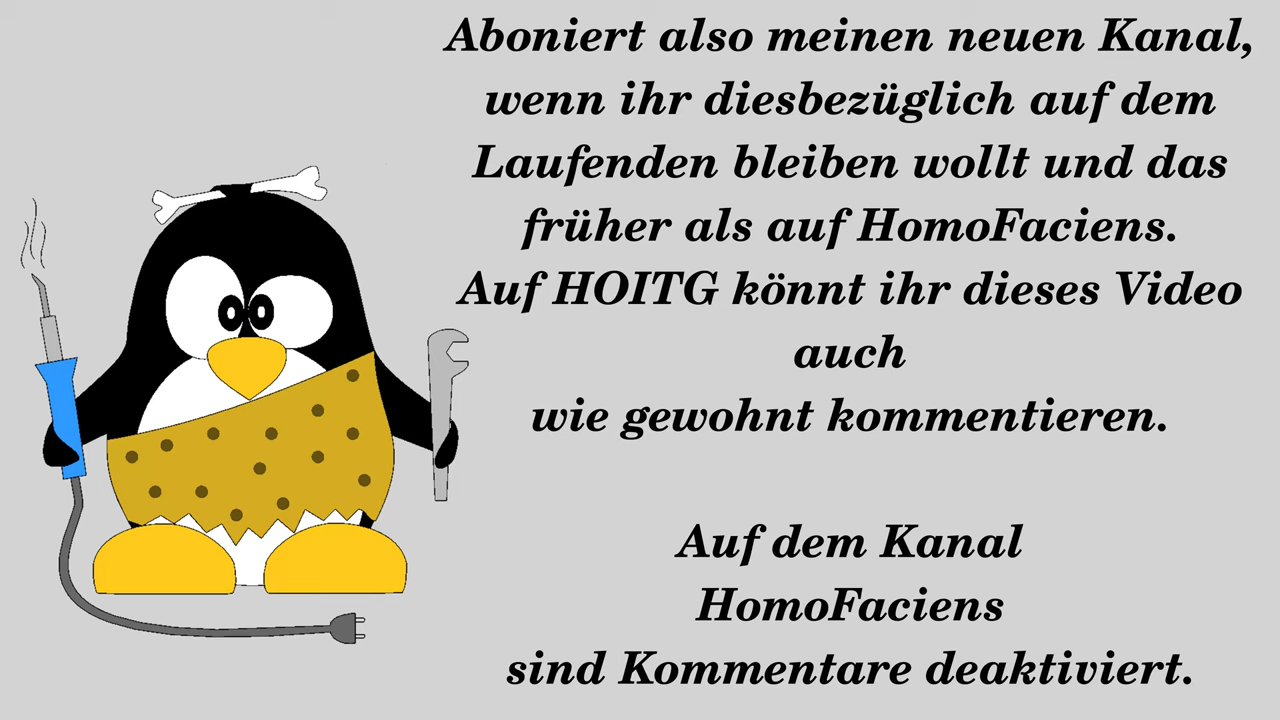 Aboniert also meinen neuen Kanal,
wenn ihr diesbezüglich auf dem
Laufenden bleiben wollt und das
früher als auf HomoFaciens.
Auf HOITG könnt ihr dieses Video
auch
wie gewohnt kommentieren.
Auf dem Kanal
HomoFaciens
sind Kommentare deaktiviert.